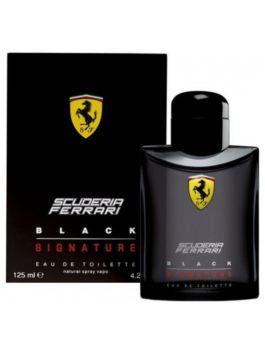 S F
SCUDERIA
FERRARI
BLACK
SIGNATURE
EAU DE TOILETTE
natural spray vapo
125 ml e 4.2
S F
SCUDERIA
FERRARI
BLACK
SIGNATURE
EAU DE TOILETTE